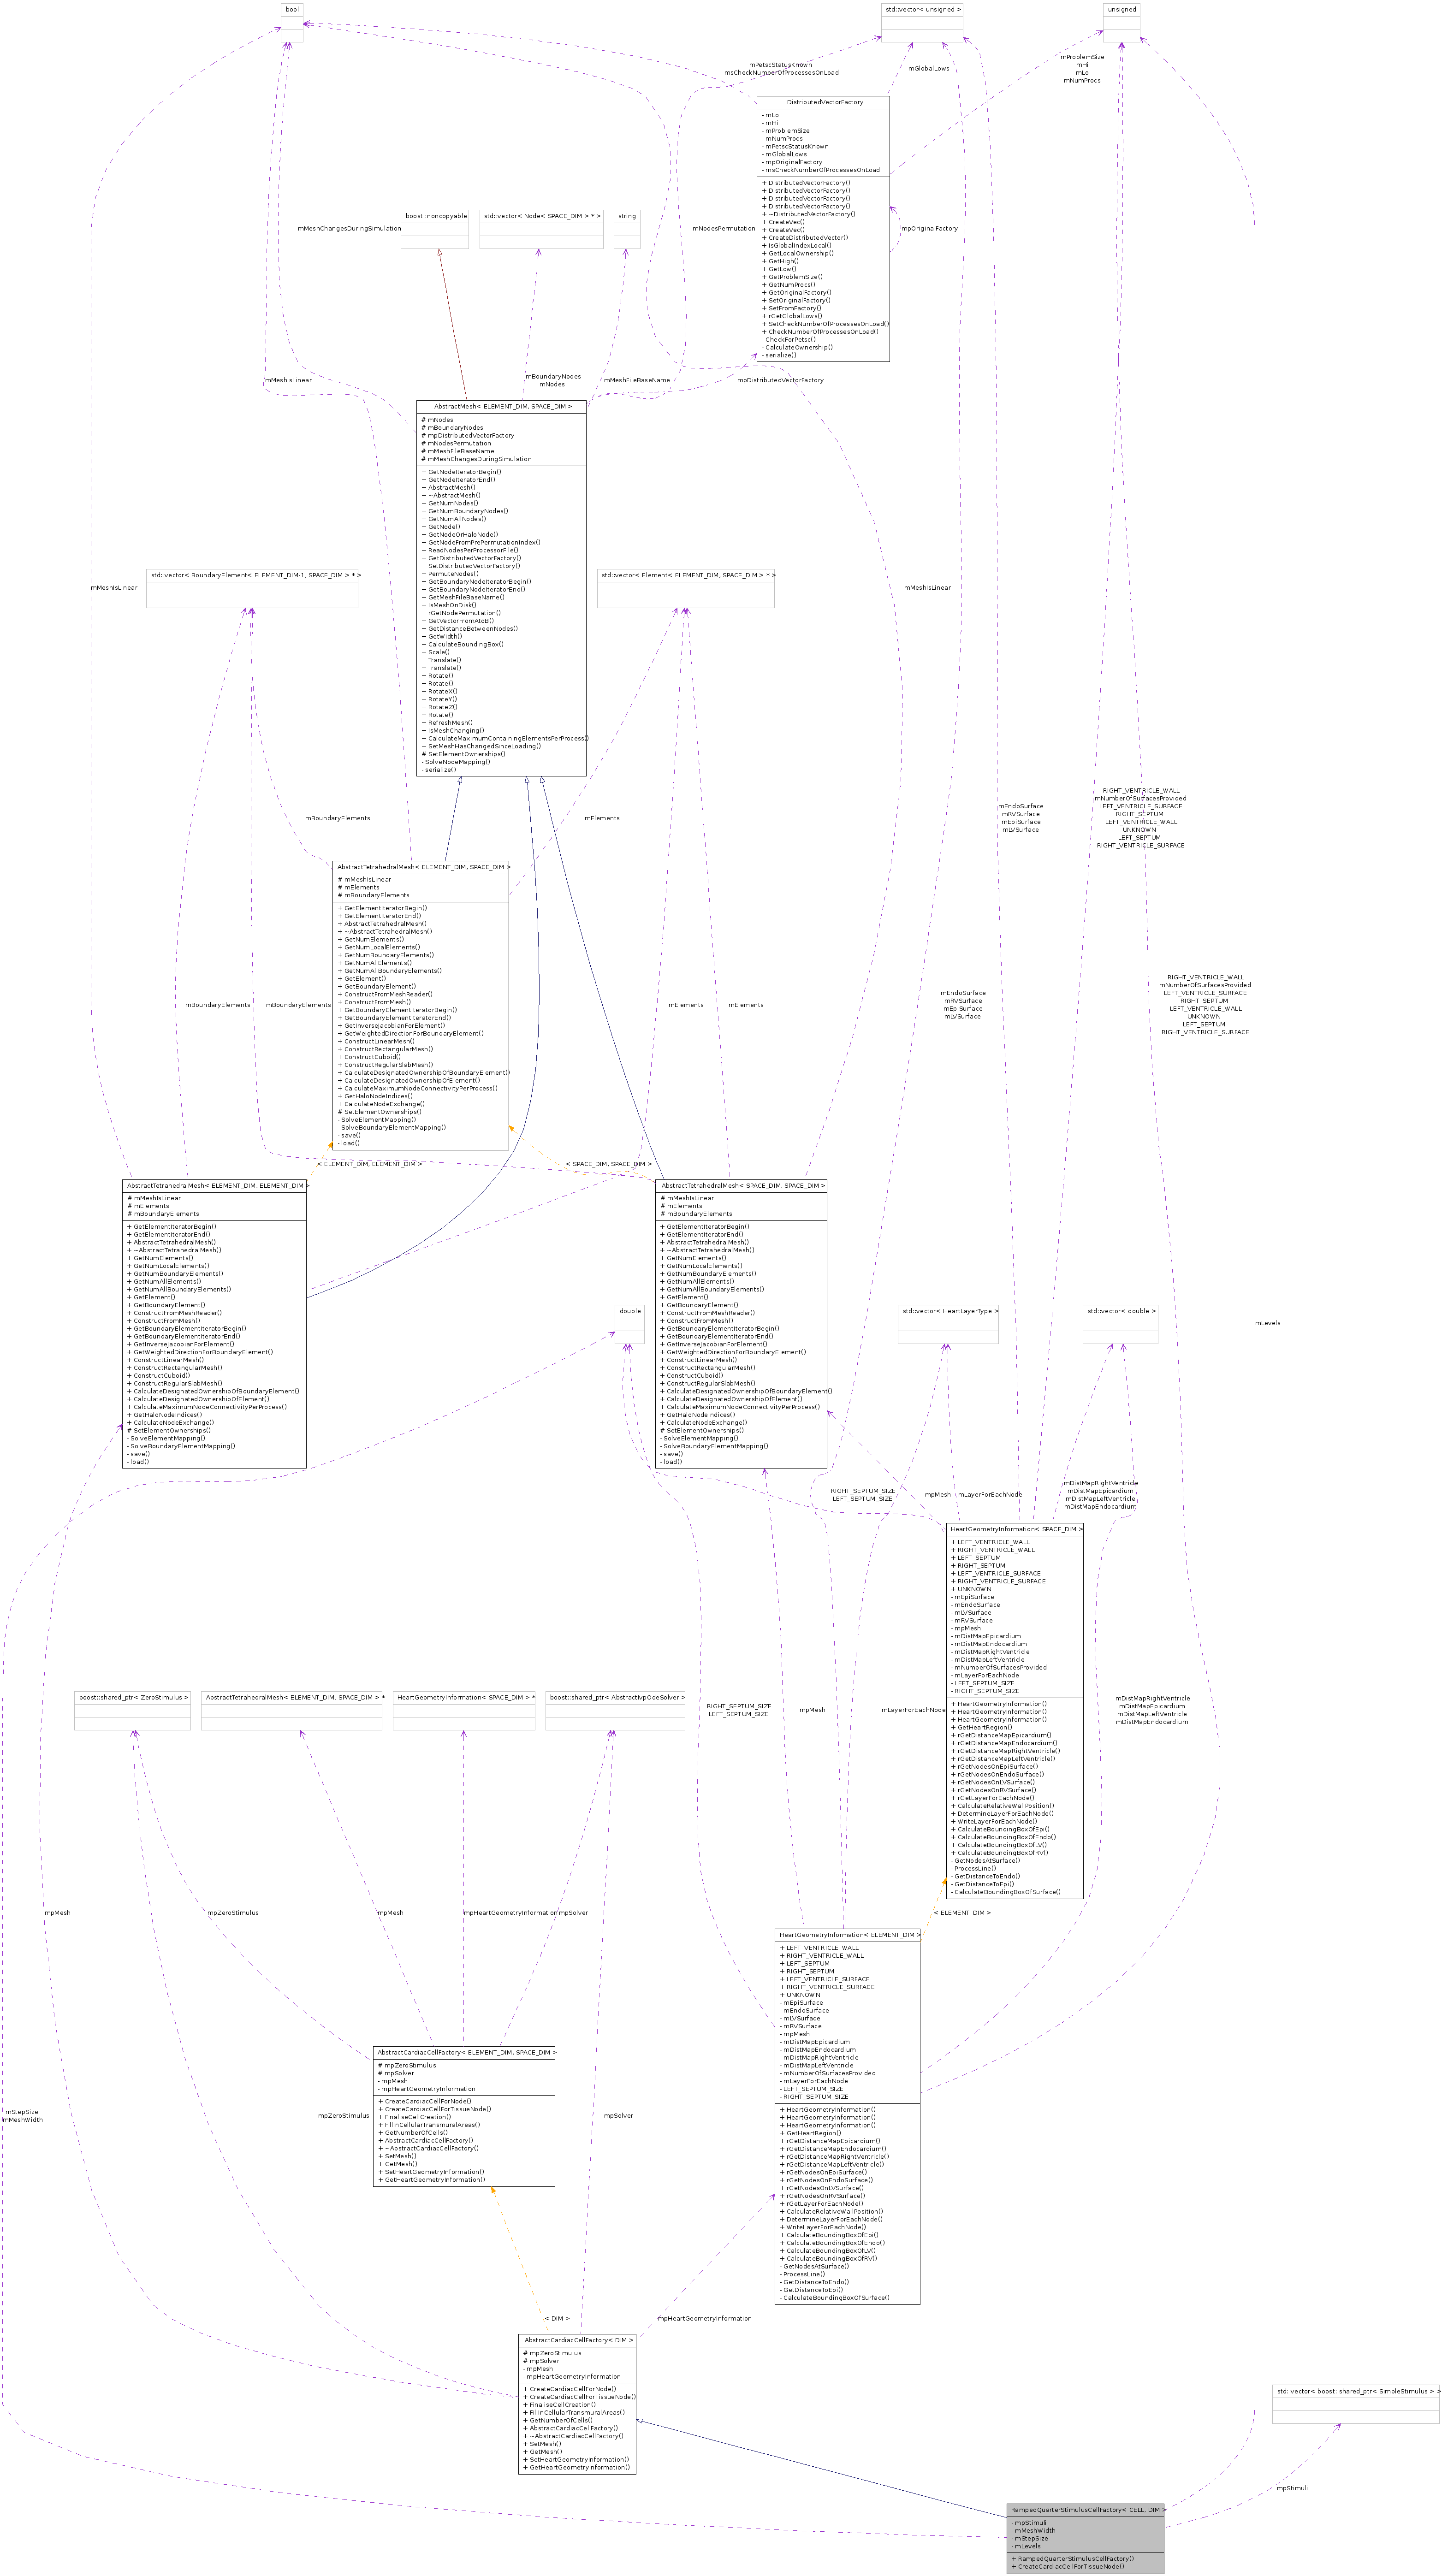 bool
std::vector< unsigned >
unsigned
mPetscStatusKnown
msCheckNumberOfProcessesOnLoad
mGlobalLows
mProblemSize
mHi
mLo
mNumProcs
DistributedVectorFactory
- mLo
- mHi
- mProblemSize
- mNumProcs
- mPetscStatusKnown
- mGlobalLows
- mpOriginalFactory
- msCheckNumberOfProcessesOnLoad
+ DistributedVectorFactory()
+ DistributedVectorFactory()
+ DistributedVectorFactory()
+ DistributedVectorFactory()
+ ~DistributedVectorFactory()
+ CreateVec()
+ CreateVec()
+ CreateDistributedVector()
+ IsGlobalIndexLocal()
+ GetLocalOwnership()
+ GetHigh()
+ GetLow()
+ GetProblemSize()
+ GetNumProcs()
+ GetOriginalFactory()
+ SetOriginalFactory()
+ SetFromFactory()
+ rGetGlobalLows()
+ SetCheckNumberOfProcessesOnLoad()
+ CheckNumberOfProcessesOnLoad()
- CheckForPetsc()
- CalculateOwnership()
- serialize()
boost::noncopyable
std::vector< Node< SPACE_DIM > * >
string
mMeshChangesDuringSimulation
mNodesPermutation
mpOriginalFactory
mMeshIsLinear
mBoundaryNodes
mNodes
mMeshFileBaseName
mpDistributedVectorFactory
AbstractMesh< ELEMENT_DIM, SPACE_DIM >
# mNodes
# mBoundaryNodes
# mpDistributedVectorFactory
# mNodesPermutation
# mMeshFileBaseName
# mMeshChangesDuringSimulation
+ GetNodeIteratorBegin()
+ GetNodeIteratorEnd()
+ AbstractMesh()
+ ~AbstractMesh()
+ GetNumNodes()
+ GetNumBoundaryNodes()
+ GetNumAllNodes()
+ GetNode()
+ GetNodeOrHaloNode()
+ GetNodeFromPrePermutationIndex()
+ ReadNodesPerProcessorFile()
+ GetDistributedVectorFactory()
+ SetDistributedVectorFactory()
+ PermuteNodes()
+ GetBoundaryNodeIteratorBegin()
+ GetBoundaryNodeIteratorEnd()
+ GetMeshFileBaseName()
+ IsMeshOnDisk()
+ rGetNodePermutation()
+ GetVectorFromAtoB()
+ GetDistanceBetweenNodes()
+ GetWidth()
+ CalculateBoundingBox()
+ Scale()
+ Translate()
+ Translate()
+ Rotate()
+ Rotate()
+ RotateX()
+ RotateY()
+ RotateZ()
+ Rotate()
+ RefreshMesh()
+ IsMeshChanging()
+ CalculateMaximumContainingElementsPerProcess()
+ SetMeshHasChangedSinceLoading()
# SetElementOwnerships()
- SolveNodeMapping()
- serialize()
std::vector< BoundaryElement< ELEMENT_DIM-1, SPACE_DIM > * >
std::vector< Element< ELEMENT_DIM, SPACE_DIM > * >
mMeshIsLinear
mMeshIsLinear
mBoundaryElements
mElements
mEndoSurface
mRVSurface
mEpiSurface
mLVSurface
RIGHT_VENTRICLE_WALL
mNumberOfSurfacesProvided
LEFT_VENTRICLE_SURFACE
RIGHT_SEPTUM
LEFT_VENTRICLE_WALL
UNKNOWN
LEFT_SEPTUM
RIGHT_VENTRICLE_SURFACE
AbstractTetrahedralMesh< ELEMENT_DIM, SPACE_DIM >
# mMeshIsLinear
# mElements
# mBoundaryElements
+ GetElementIteratorBegin()
+ GetElementIteratorEnd()
+ AbstractTetrahedralMesh()
+ ~AbstractTetrahedralMesh()
+ GetNumElements()
+ GetNumLocalElements()
+ GetNumBoundaryElements()
+ GetNumAllElements()
+ GetNumAllBoundaryElements()
+ GetElement()
+ GetBoundaryElement()
+ ConstructFromMeshReader()
+ ConstructFromMesh()
+ GetBoundaryElementIteratorBegin()
+ GetBoundaryElementIteratorEnd()
+ GetInverseJacobianForElement()
+ GetWeightedDirectionForBoundaryElement()
+ ConstructLinearMesh()
+ ConstructRectangularMesh()
+ ConstructCuboid()
+ ConstructRegularSlabMesh()
+ CalculateDesignatedOwnershipOfBoundaryElement()
+ CalculateDesignatedOwnershipOfElement()
+ CalculateMaximumNodeConnectivityPerProcess()
+ GetHaloNodeIndices()
+ CalculateNodeExchange()
# SetElementOwnerships()
- SolveElementMapping()
- SolveBoundaryElementMapping()
- save()
- load()
mBoundaryElements
mBoundaryElements
mElements
mElements
mEndoSurface
mRVSurface
mEpiSurface
mLVSurface
RIGHT_VENTRICLE_WALL
mNumberOfSurfacesProvided
LEFT_VENTRICLE_SURFACE
RIGHT_SEPTUM
LEFT_VENTRICLE_WALL
UNKNOWN
LEFT_SEPTUM
RIGHT_VENTRICLE_SURFACE
< ELEMENT_DIM, ELEMENT_DIM >
< SPACE_DIM, SPACE_DIM >
AbstractTetrahedralMesh< ELEMENT_DIM, ELEMENT_DIM >
# mMeshIsLinear
# mElements
# mBoundaryElements
+ GetElementIteratorBegin()
+ GetElementIteratorEnd()
+ AbstractTetrahedralMesh()
+ ~AbstractTetrahedralMesh()
+ GetNumElements()
+ GetNumLocalElements()
+ GetNumBoundaryElements()
+ GetNumAllElements()
+ GetNumAllBoundaryElements()
+ GetElement()
+ GetBoundaryElement()
+ ConstructFromMeshReader()
+ ConstructFromMesh()
+ GetBoundaryElementIteratorBegin()
+ GetBoundaryElementIteratorEnd()
+ GetInverseJacobianForElement()
+ GetWeightedDirectionForBoundaryElement()
+ ConstructLinearMesh()
+ ConstructRectangularMesh()
+ ConstructCuboid()
+ ConstructRegularSlabMesh()
+ CalculateDesignatedOwnershipOfBoundaryElement()
+ CalculateDesignatedOwnershipOfElement()
+ CalculateMaximumNodeConnectivityPerProcess()
+ GetHaloNodeIndices()
+ CalculateNodeExchange()
# SetElementOwnerships()
- SolveElementMapping()
- SolveBoundaryElementMapping()
- save()
- load()
AbstractTetrahedralMesh< SPACE_DIM, SPACE_DIM >
# mMeshIsLinear
# mElements
# mBoundaryElements
+ GetElementIteratorBegin()
+ GetElementIteratorEnd()
+ AbstractTetrahedralMesh()
+ ~AbstractTetrahedralMesh()
+ GetNumElements()
+ GetNumLocalElements()
+ GetNumBoundaryElements()
+ GetNumAllElements()
+ GetNumAllBoundaryElements()
+ GetElement()
+ GetBoundaryElement()
+ ConstructFromMeshReader()
+ ConstructFromMesh()
+ GetBoundaryElementIteratorBegin()
+ GetBoundaryElementIteratorEnd()
+ GetInverseJacobianForElement()
+ GetWeightedDirectionForBoundaryElement()
+ ConstructLinearMesh()
+ ConstructRectangularMesh()
+ ConstructCuboid()
+ ConstructRegularSlabMesh()
+ CalculateDesignatedOwnershipOfBoundaryElement()
+ CalculateDesignatedOwnershipOfElement()
+ CalculateMaximumNodeConnectivityPerProcess()
+ GetHaloNodeIndices()
+ CalculateNodeExchange()
# SetElementOwnerships()
- SolveElementMapping()
- SolveBoundaryElementMapping()
- save()
- load()
double
std::vector< HeartLayerType >
std::vector< double >
mLevels
RIGHT_SEPTUM_SIZE
LEFT_SEPTUM_SIZE
mpMesh
mLayerForEachNode
mDistMapRightVentricle
mDistMapEpicardium
mDistMapLeftVentricle
mDistMapEndocardium
HeartGeometryInformation< SPACE_DIM >
+ LEFT_VENTRICLE_WALL
+ RIGHT_VENTRICLE_WALL
+ LEFT_SEPTUM
+ RIGHT_SEPTUM
+ LEFT_VENTRICLE_SURFACE
+ RIGHT_VENTRICLE_SURFACE
+ UNKNOWN
- mEpiSurface
- mEndoSurface
- mLVSurface
- mRVSurface
- mpMesh
- mDistMapEpicardium
- mDistMapEndocardium
- mDistMapRightVentricle
- mDistMapLeftVentricle
- mNumberOfSurfacesProvided
- mLayerForEachNode
- LEFT_SEPTUM_SIZE
- RIGHT_SEPTUM_SIZE
+ HeartGeometryInformation()
+ HeartGeometryInformation()
+ HeartGeometryInformation()
+ GetHeartRegion()
+ rGetDistanceMapEpicardium()
+ rGetDistanceMapEndocardium()
+ rGetDistanceMapRightVentricle()
+ rGetDistanceMapLeftVentricle()
+ rGetNodesOnEpiSurface()
+ rGetNodesOnEndoSurface()
+ rGetNodesOnLVSurface()
+ rGetNodesOnRVSurface()
+ rGetLayerForEachNode()
+ CalculateRelativeWallPosition()
+ DetermineLayerForEachNode()
+ WriteLayerForEachNode()
+ CalculateBoundingBoxOfEpi()
+ CalculateBoundingBoxOfEndo()
+ CalculateBoundingBoxOfLV()
+ CalculateBoundingBoxOfRV()
- GetNodesAtSurface()
- ProcessLine()
- GetDistanceToEndo()
- GetDistanceToEpi()
- CalculateBoundingBoxOfSurface()
boost::shared_ptr< ZeroStimulus >
AbstractTetrahedralMesh< ELEMENT_DIM, SPACE_DIM > *
HeartGeometryInformation< SPACE_DIM > *
boost::shared_ptr< AbstractIvpOdeSolver >
RIGHT_SEPTUM_SIZE
LEFT_SEPTUM_SIZE
mpMesh
mLayerForEachNode
mDistMapRightVentricle
mDistMapEpicardium
mDistMapLeftVentricle
mDistMapEndocardium
mpMesh
mpZeroStimulus
mpMesh
mpHeartGeometryInformation
mpSolver
< ELEMENT_DIM >
HeartGeometryInformation< ELEMENT_DIM >
+ LEFT_VENTRICLE_WALL
+ RIGHT_VENTRICLE_WALL
+ LEFT_SEPTUM
+ RIGHT_SEPTUM
+ LEFT_VENTRICLE_SURFACE
+ RIGHT_VENTRICLE_SURFACE
+ UNKNOWN
- mEpiSurface
- mEndoSurface
- mLVSurface
- mRVSurface
- mpMesh
- mDistMapEpicardium
- mDistMapEndocardium
- mDistMapRightVentricle
- mDistMapLeftVentricle
- mNumberOfSurfacesProvided
- mLayerForEachNode
- LEFT_SEPTUM_SIZE
- RIGHT_SEPTUM_SIZE
+ HeartGeometryInformation()
+ HeartGeometryInformation()
+ HeartGeometryInformation()
+ GetHeartRegion()
+ rGetDistanceMapEpicardium()
+ rGetDistanceMapEndocardium()
+ rGetDistanceMapRightVentricle()
+ rGetDistanceMapLeftVentricle()
+ rGetNodesOnEpiSurface()
+ rGetNodesOnEndoSurface()
+ rGetNodesOnLVSurface()
+ rGetNodesOnRVSurface()
+ rGetLayerForEachNode()
+ CalculateRelativeWallPosition()
+ DetermineLayerForEachNode()
+ WriteLayerForEachNode()
+ CalculateBoundingBoxOfEpi()
+ CalculateBoundingBoxOfEndo()
+ CalculateBoundingBoxOfLV()
+ CalculateBoundingBoxOfRV()
- GetNodesAtSurface()
- ProcessLine()
- GetDistanceToEndo()
- GetDistanceToEpi()
- CalculateBoundingBoxOfSurface()
AbstractCardiacCellFactory< ELEMENT_DIM, SPACE_DIM >
# mpZeroStimulus
# mpSolver
- mpMesh
- mpHeartGeometryInformation
+ CreateCardiacCellForNode()
+ CreateCardiacCellForTissueNode()
+ FinaliseCellCreation()
+ FillInCellularTransmuralAreas()
+ GetNumberOfCells()
+ AbstractCardiacCellFactory()
+ ~AbstractCardiacCellFactory()
+ SetMesh()
+ GetMesh()
+ SetHeartGeometryInformation()
+ GetHeartGeometryInformation()
mStepSize
mMeshWidth
mpZeroStimulus
mpSolver
< DIM >
mpHeartGeometryInformation
AbstractCardiacCellFactory< DIM >
# mpZeroStimulus
# mpSolver
- mpMesh
- mpHeartGeometryInformation
+ CreateCardiacCellForNode()
+ CreateCardiacCellForTissueNode()
+ FinaliseCellCreation()
+ FillInCellularTransmuralAreas()
+ GetNumberOfCells()
+ AbstractCardiacCellFactory()
+ ~AbstractCardiacCellFactory()
+ SetMesh()
+ GetMesh()
+ SetHeartGeometryInformation()
+ GetHeartGeometryInformation()
std::vector< boost::shared_ptr< SimpleStimulus > >
mpStimuli
RampedQuarterStimulusCellFactory< CELL, DIM >
- mpStimuli
- mMeshWidth
- mStepSize
- mLevels
+ RampedQuarterStimulusCellFactory()
+ CreateCardiacCellForTissueNode()